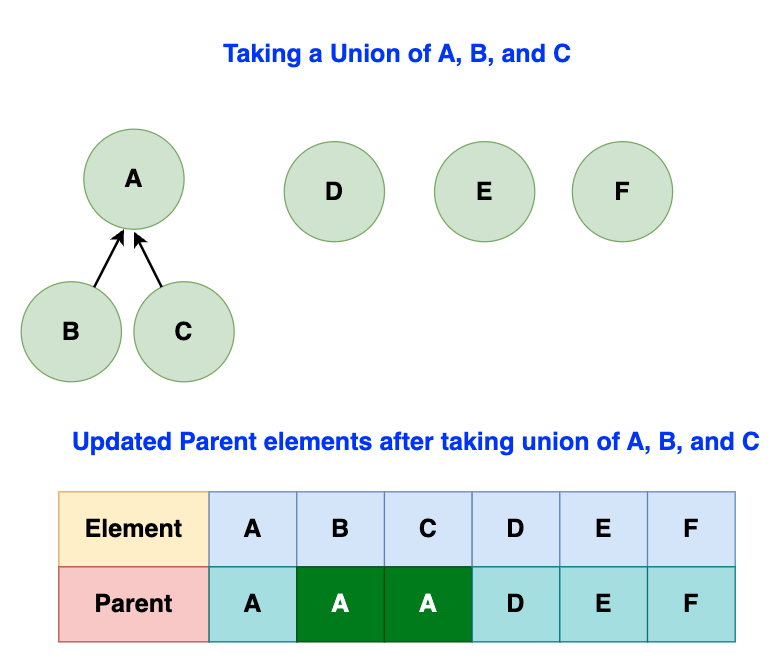 Taking a Union of A, B, and C
A
D
E
F
B
C
Updated Parent elements after taking union of A, B, and C
Element A B C D E F
Parent A A A D E F